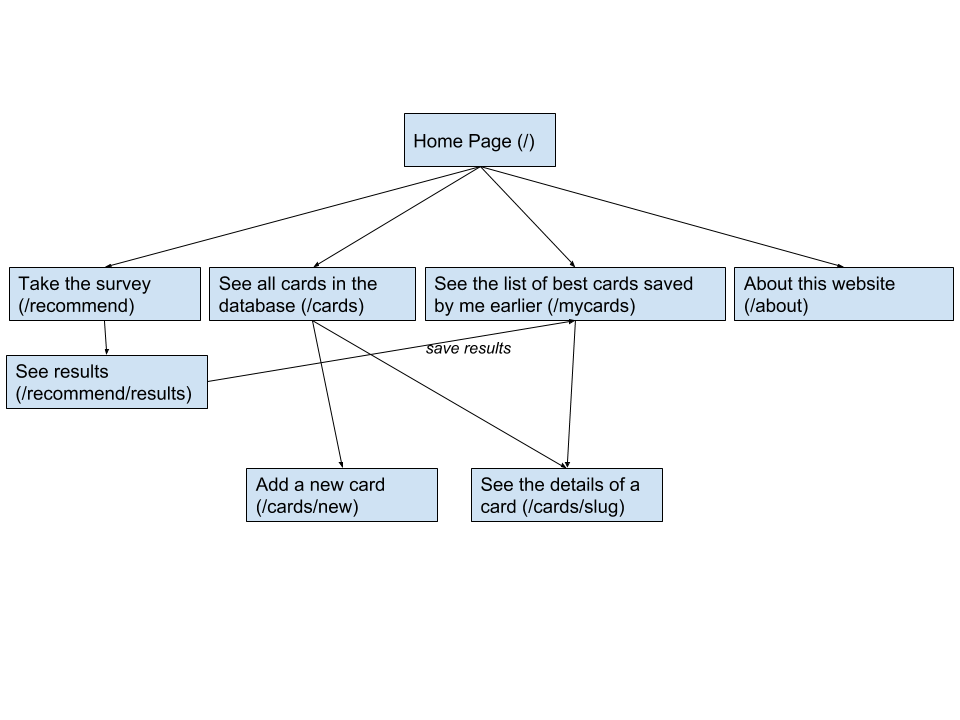 Home Page (/)
Take the survey
(/recommend)
See all cards in the
database (/cards)
See the list of best cards saved
by me earlier (/mycards)
About this website
(/about)
save results
See results
(/recommend/results)
Add a new card
(/cards/new)
See the details of a
card (/cards/slug)